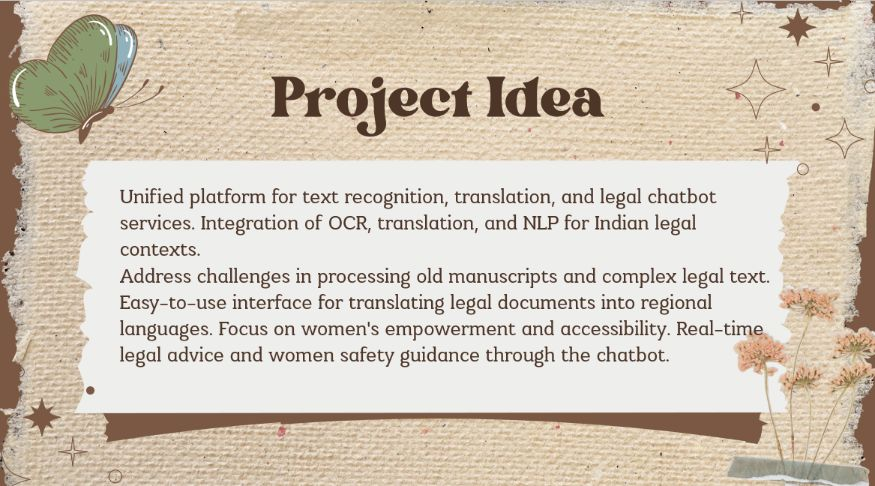 Project Idea
Unified platform for text recognition, translation, and legal chatbot
services. Integration of OCR, translation, and NLP for Indian legal
contexts.
Address challenges in processing old manuscripts and complex legal text.
Easy-to-use interface for translating legal documents into regional
languages. Focus on women's empowerment and accessibility. Real-time
legal advice and women safety guidance through the chatbot.